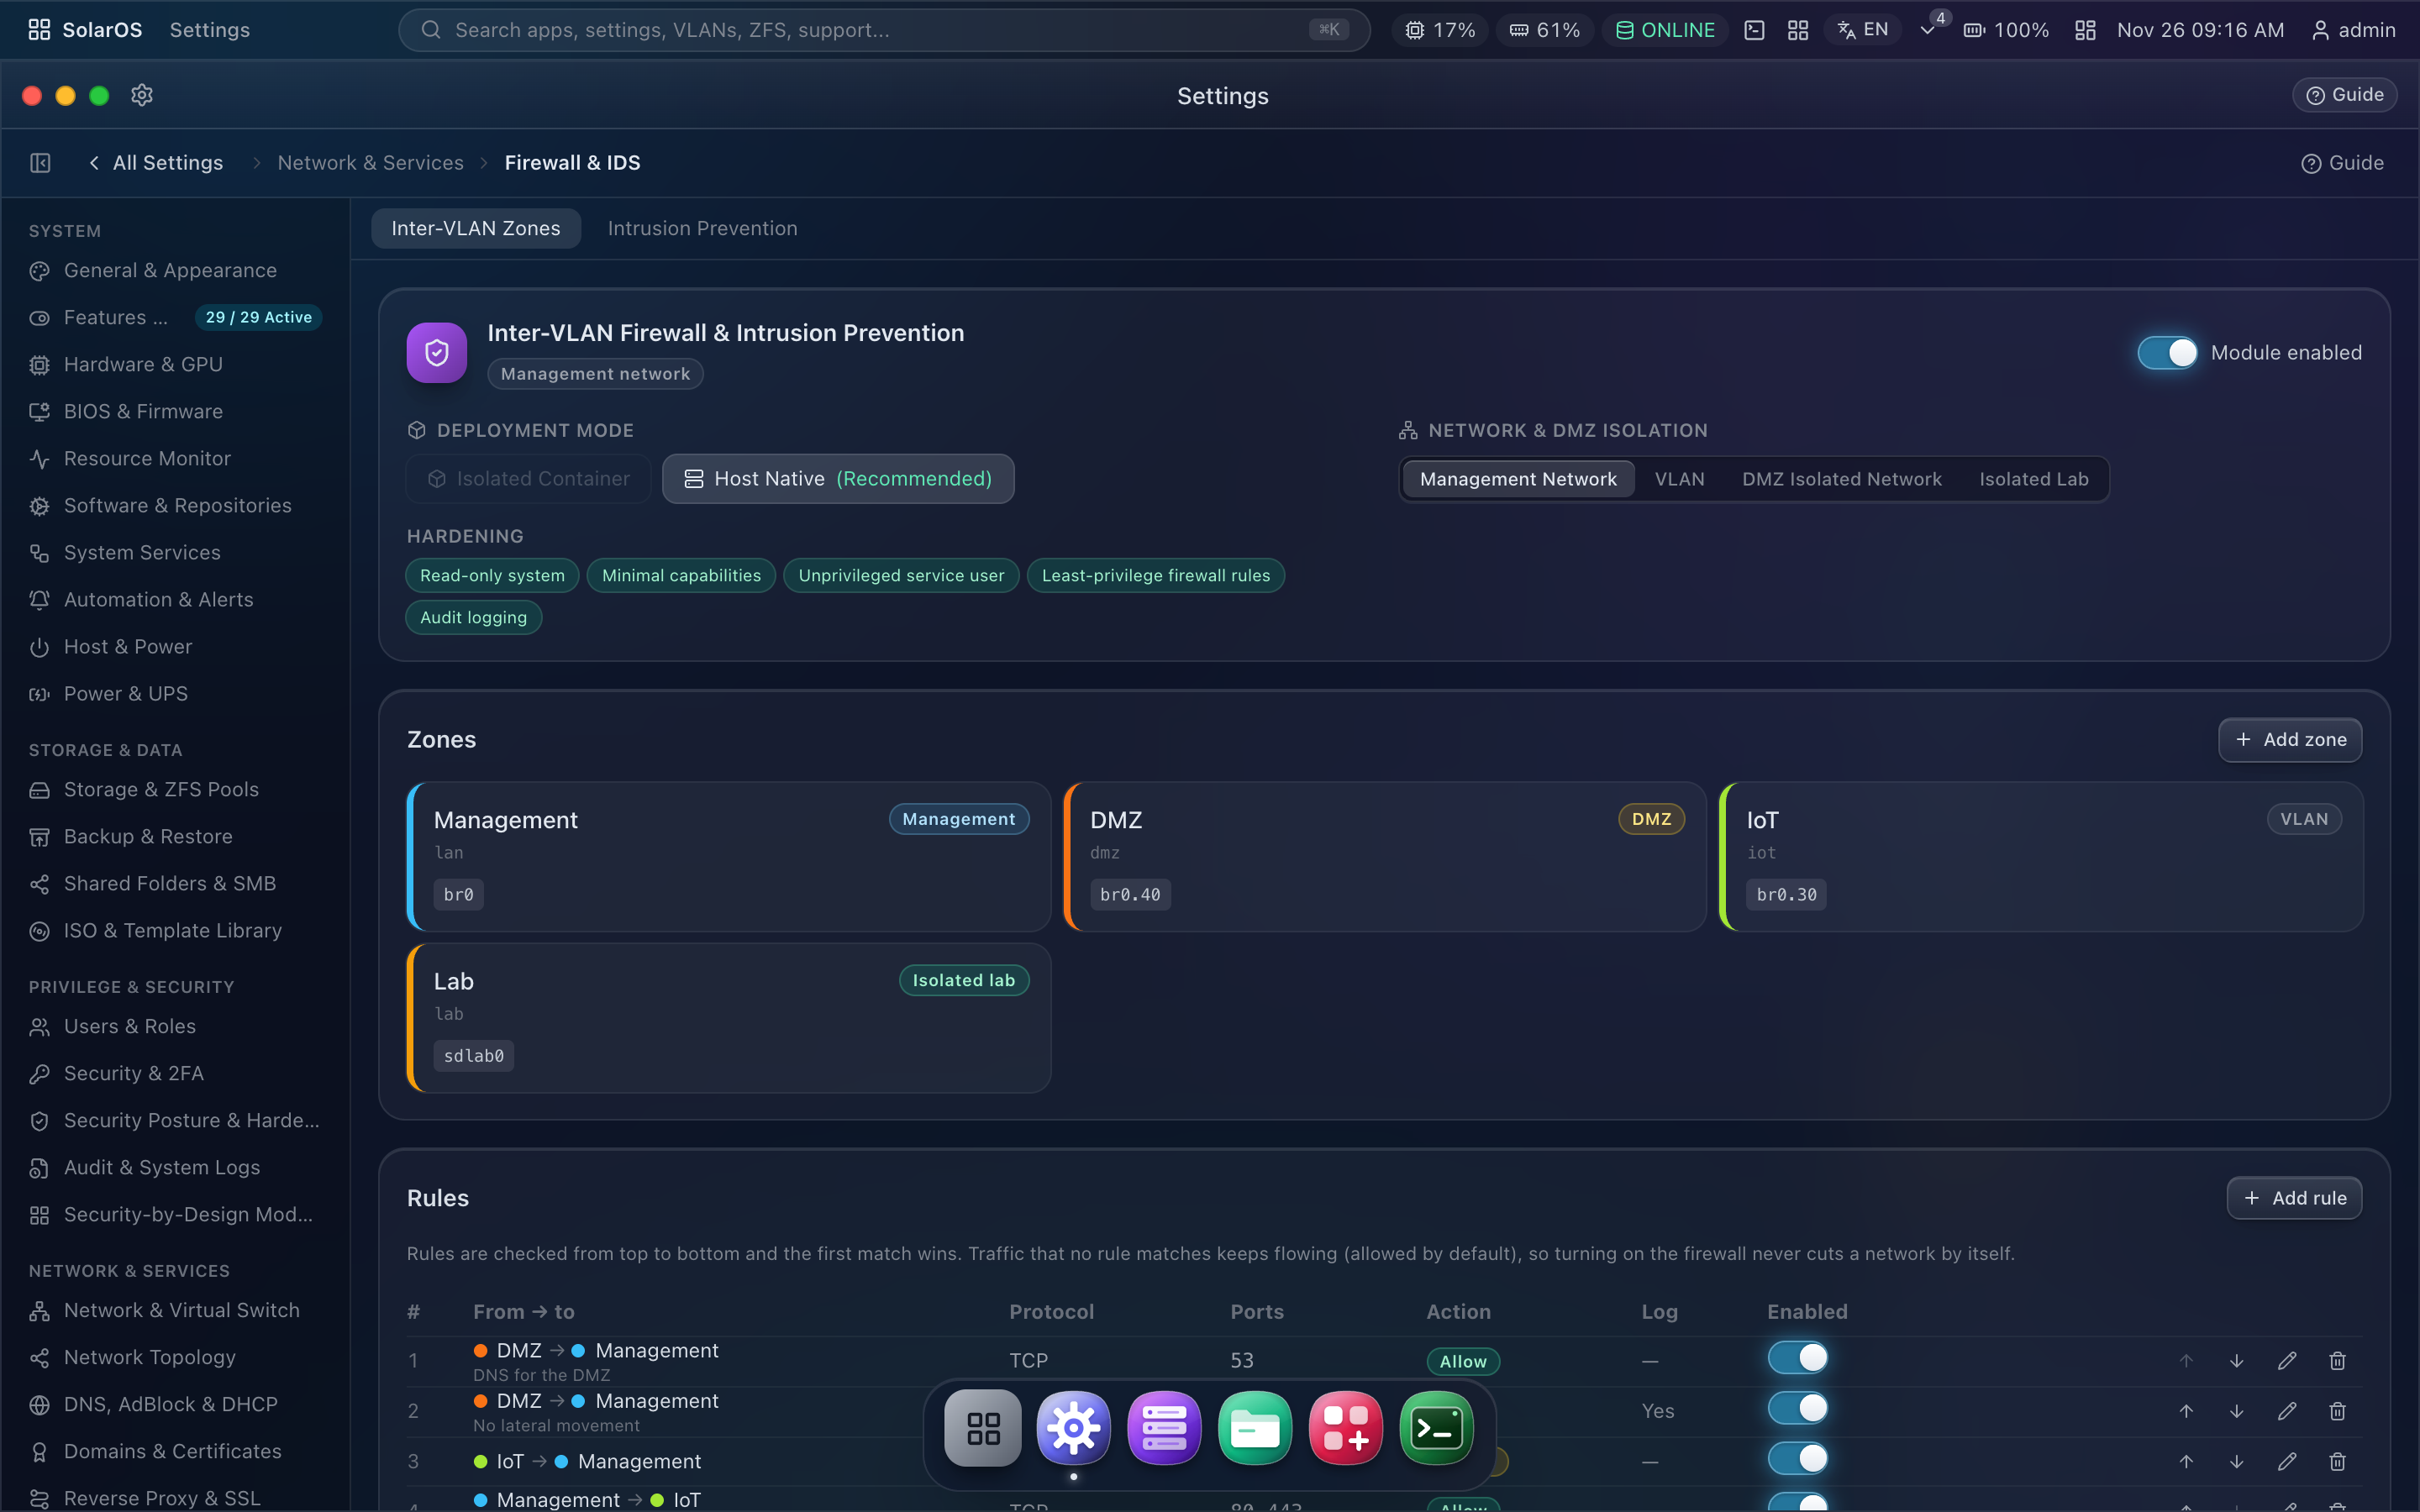 SolarOS Settings Search apps, settings, VLANs, ZFS, support... ⌘K 17% 61% ONLINE EN 4 100% Nov 26 09:16 AM admin
Settings Guide
All Settings Network & Services Firewall & IDS Guide
SYSTEM
General & Appearance
Features ... 29 / 29 Active
Hardware & GPU
BIOS & Firmware
Resource Monitor
Software & Repositories
System Services
Automation & Alerts
Host & Power
Power & UPS
STORAGE & DATA
Storage & ZFS Pools
Backup & Restore
Shared Folders & SMB
ISO & Template Library
PRIVILEGE & SECURITY
Users & Roles
Security & 2FA
Security Posture & Harde...
Audit & System Logs
Security-by-Design Mod...
NETWORK & SERVICES
Network & Virtual Switch
Network Topology
DNS, AdBlock & DHCP
Domains & Certificates
Reverse Proxy & SSL
Inter-VLAN Zones Intrusion Prevention
Inter-VLAN Firewall & Intrusion Prevention
Management network
Module enabled
DEPLOYMENT MODE
Isolated Container Host Native (Recommended)
NETWORK & DMZ ISOLATION
Management Network VLAN DMZ Isolated Network Isolated Lab
HARDENING
Read-only system Minimal capabilities Unprivileged service user Least-privilege firewall rules
Audit logging
Zones + Add zone
Management Management
lan
br0
DMZ DMZ
dmz
br0.40
IoT VLAN
iot
br0.30
Lab Isolated lab
lab
sdlab0
Rules + Add rule
Rules are checked from top to bottom and the first match wins. Traffic that no rule matches keeps flowing (allowed by default), so turning on the firewall never cuts a network by itself.
# From → to Protocol Ports Action Log Enabled
1 DMZ → Management TCP 53 Allow —
DNS for the DMZ
2 DMZ → Management Yes
No lateral movement
3 IoT → Management —
4 Management → IoT TCP 80,443 Allow